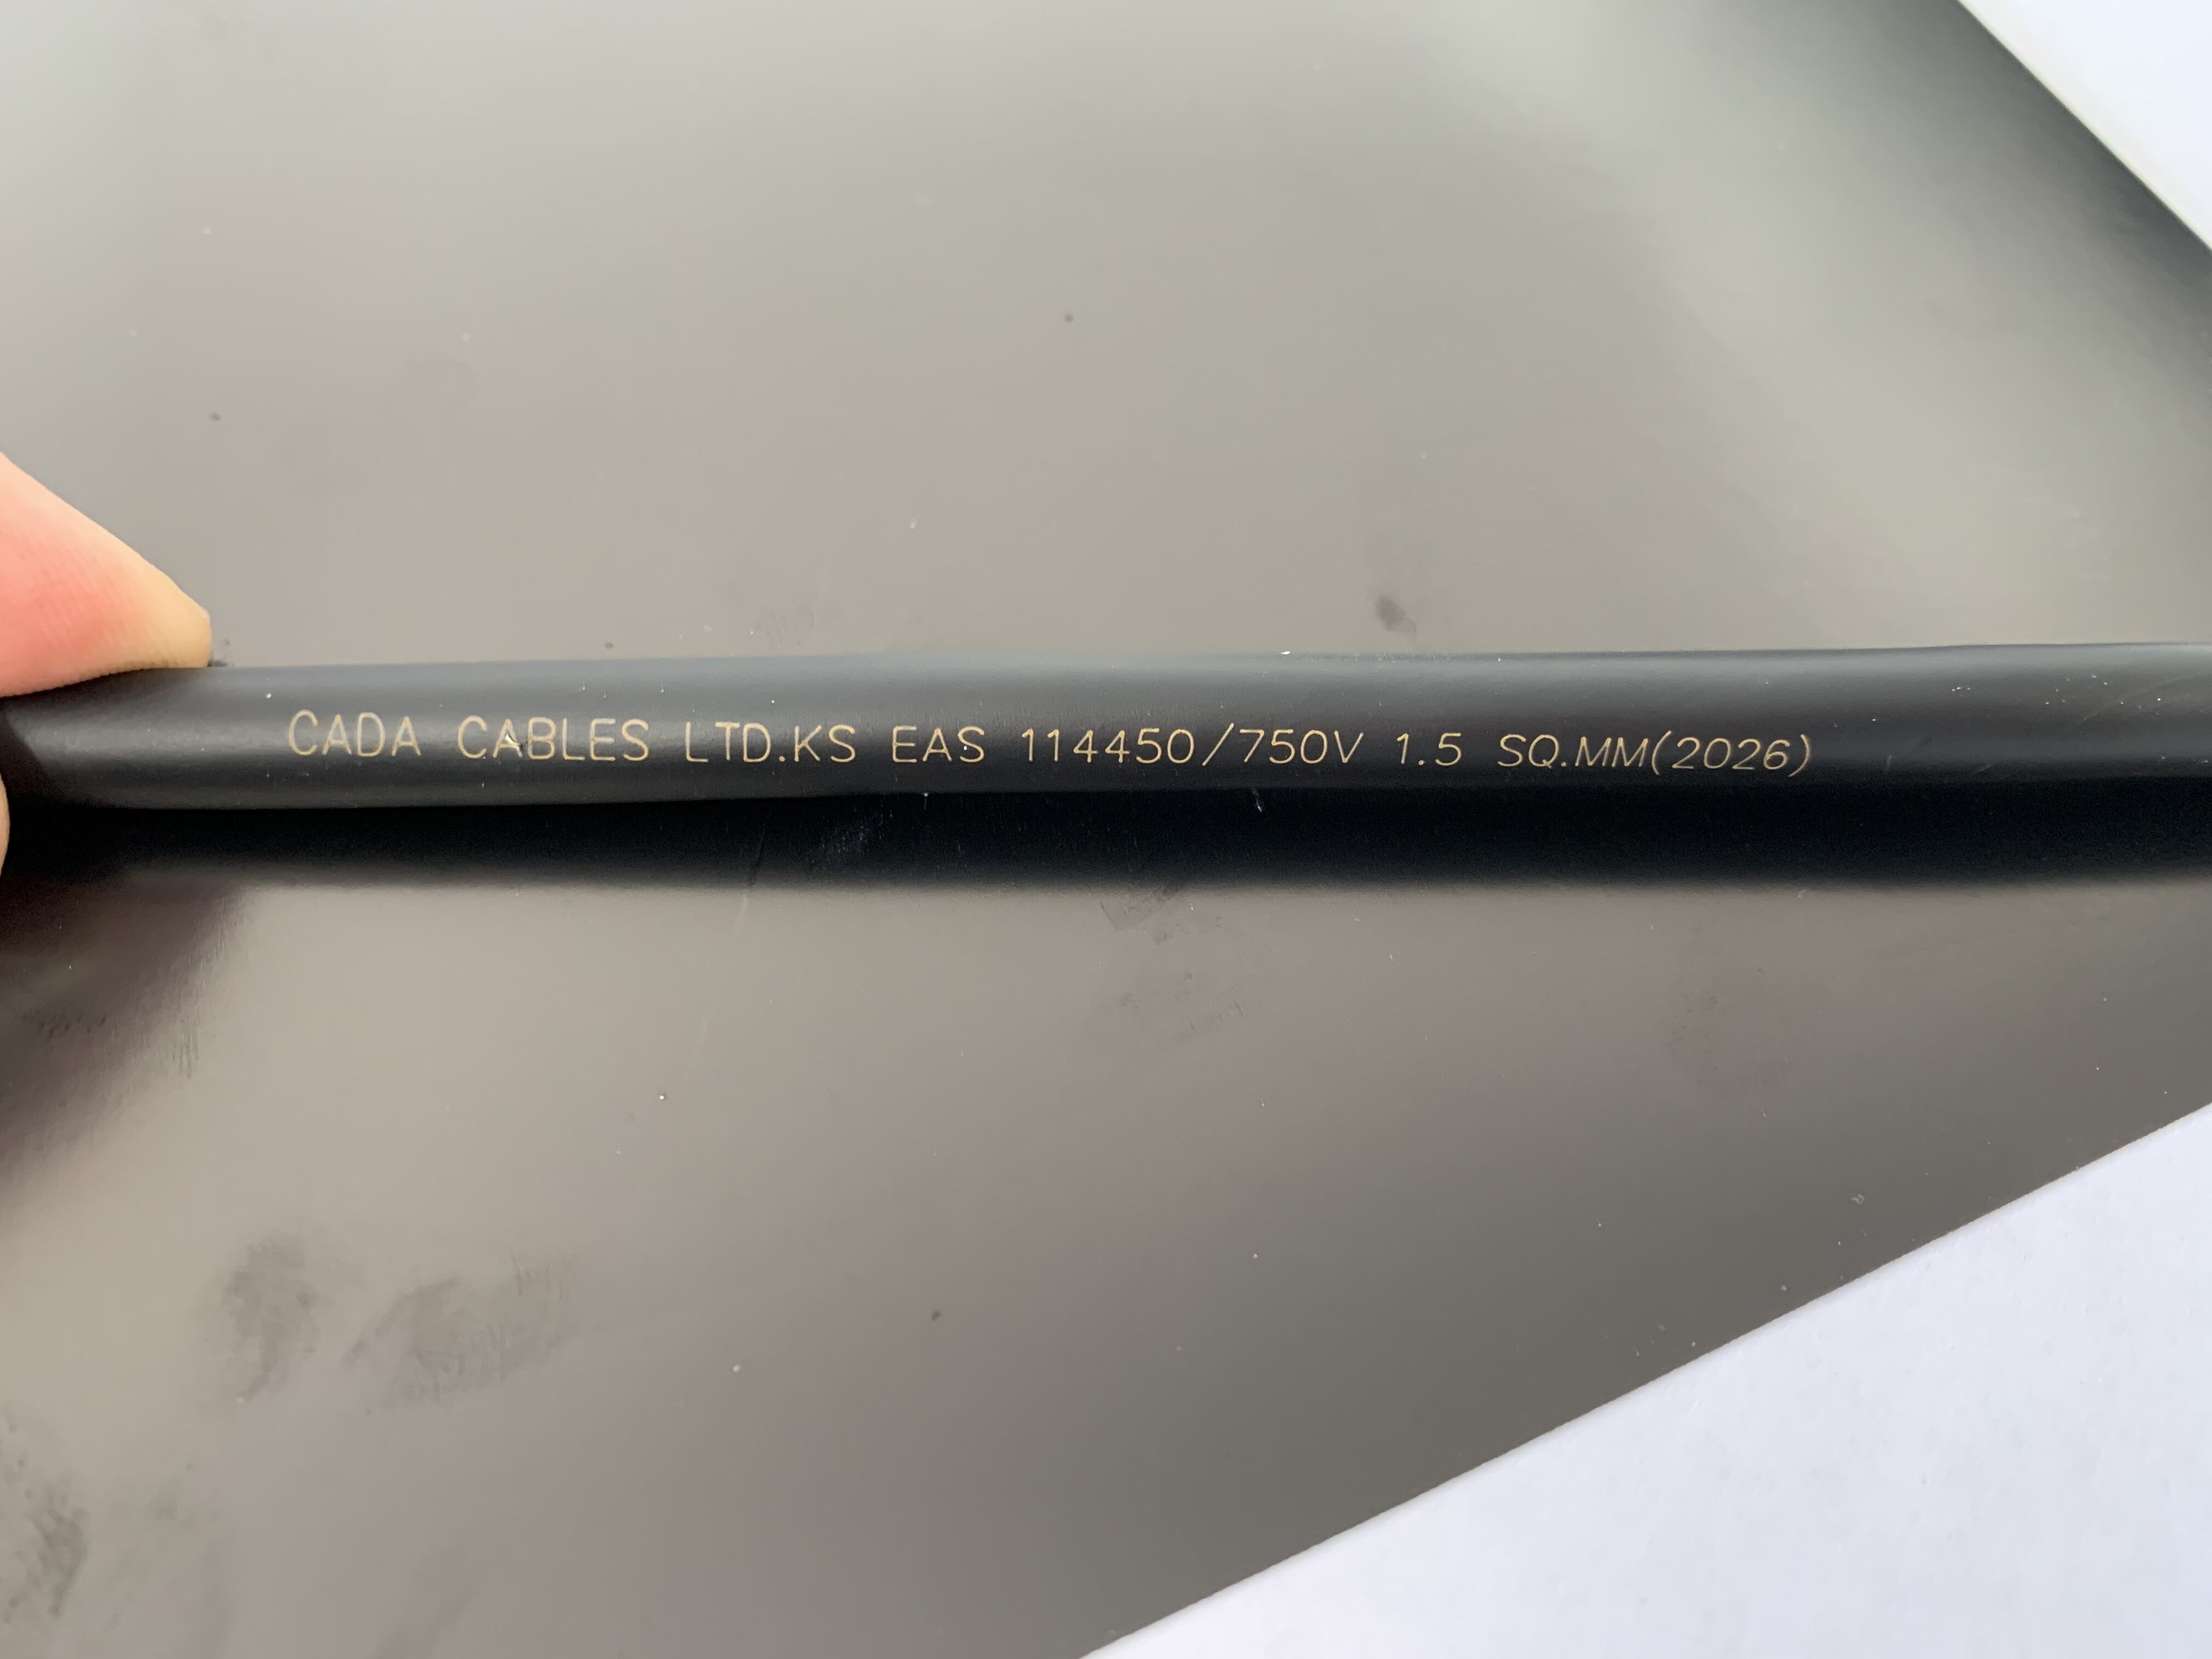 CADA CABLES LTD.KS EAS 114450/750V 1.5 SQ.MM(2026)